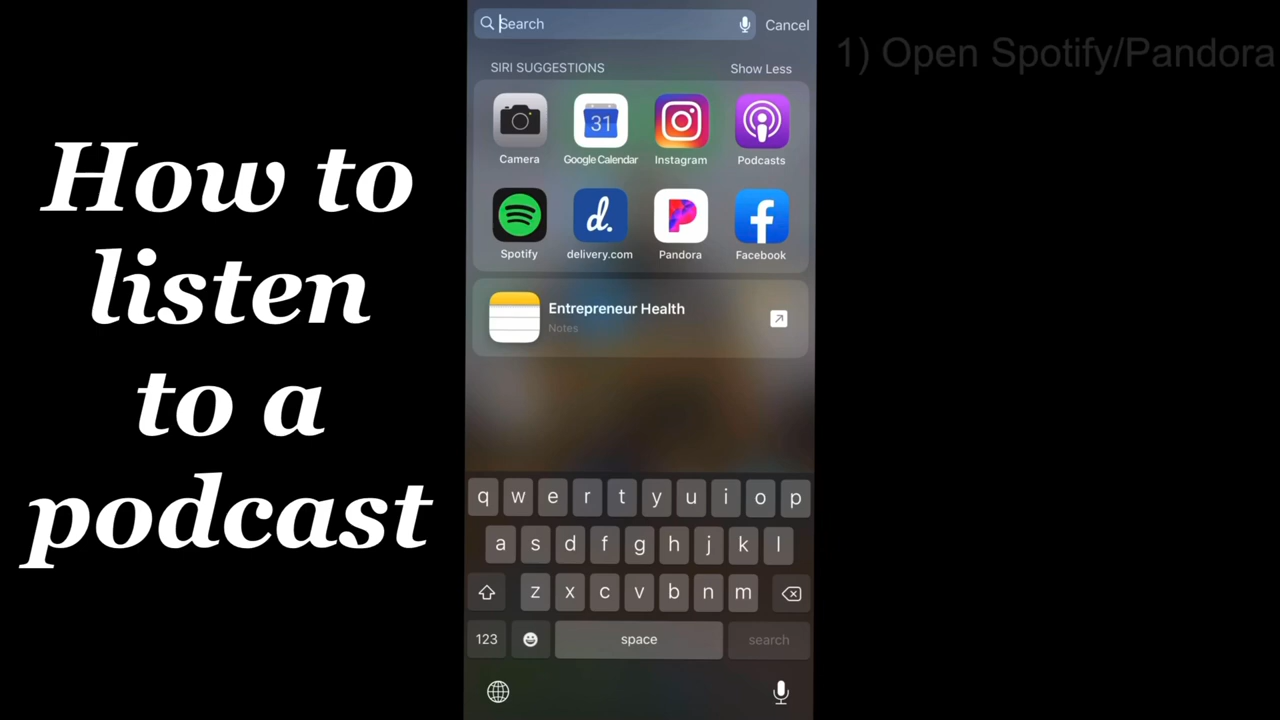 How to
listen
to a
podcast
Search
Cancel
SIRI SUGGESTIONS
Show Less
31
Camera
Google Calendar
Instagram
Podcasts
d.
Spotify
delivery.com
Pandora
Facebook
Entrepreneur Health
Notes
q w e r t y u i o p
a s d f g h j k l
z x c v b n m
123
space
search
1) Open Spotify/Pandora